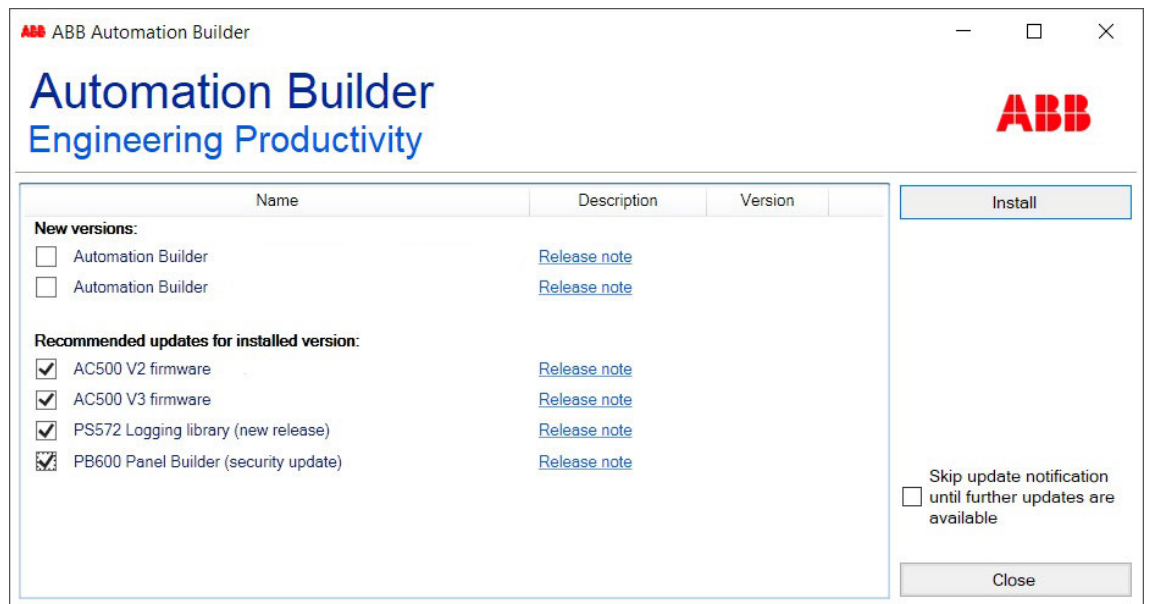 ABB ABB Automation Builder
Automation Builder
Engineering Productivity
ABB
Name Description Version
Install
New versions:
Automation Builder Release note
Automation Builder Release note
Recommended updates for installed version:
AC500 V2 firmware Release note
AC500 V3 firmware Release note
PS572 Logging library (new release) Release note
PB600 Panel Builder (security update) Release note
Skip update notification
until further updates are
available
Close